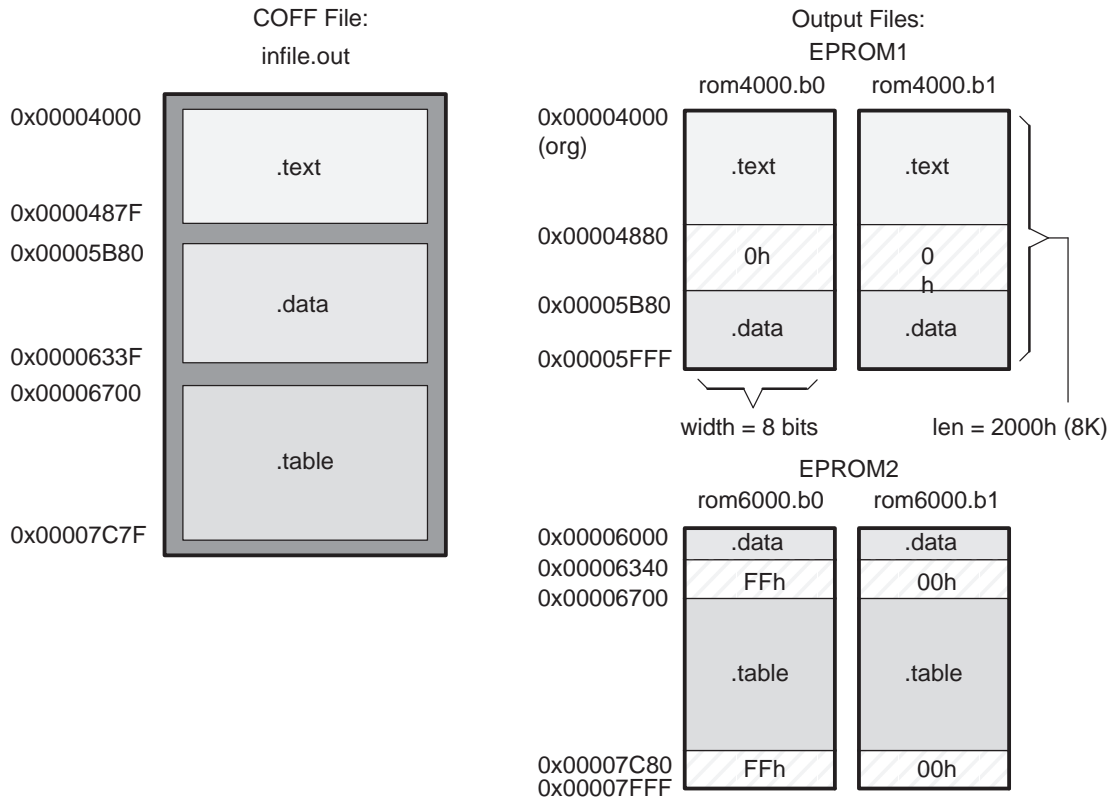 COFF File:
infile.out
0x00004000
.text
0x0000487F
0x00005B80
.data
0x0000633F
0x00006700
.table
0x00007C7F
Output Files:
EPROM1
rom4000.b0
rom4000.b1
0x00004000
(org)
.text
.text
0x00004880
0h
0
h
0x00005B80
.data
.data
0x00005FFF
width = 8 bits
len = 2000h (8K)
EPROM2
rom6000.b0
rom6000.b1
0x00006000
.data
.data
0x00006340
FFh
00h
0x00006700
.table
.table
0x00007C80
FFh
00h
0x00007FFF